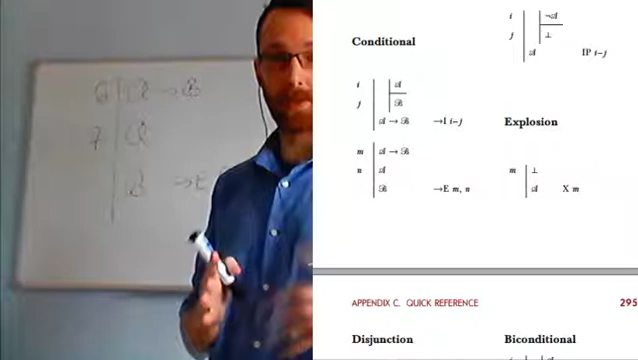 6 𝒜 → ℬ
7 𝒜
ℬ → E
Conditional
i 𝒜
j ℬ
𝒜 → ℬ →I i–j
m 𝒜 → ℬ
n 𝒜
ℬ →E m, n
i ¬𝒜
j ⊥
𝒜 IP i–j
Explosion
m ⊥
𝒜 X m
APPENDIX C. QUICK REFERENCE 295
Disjunction
Biconditional